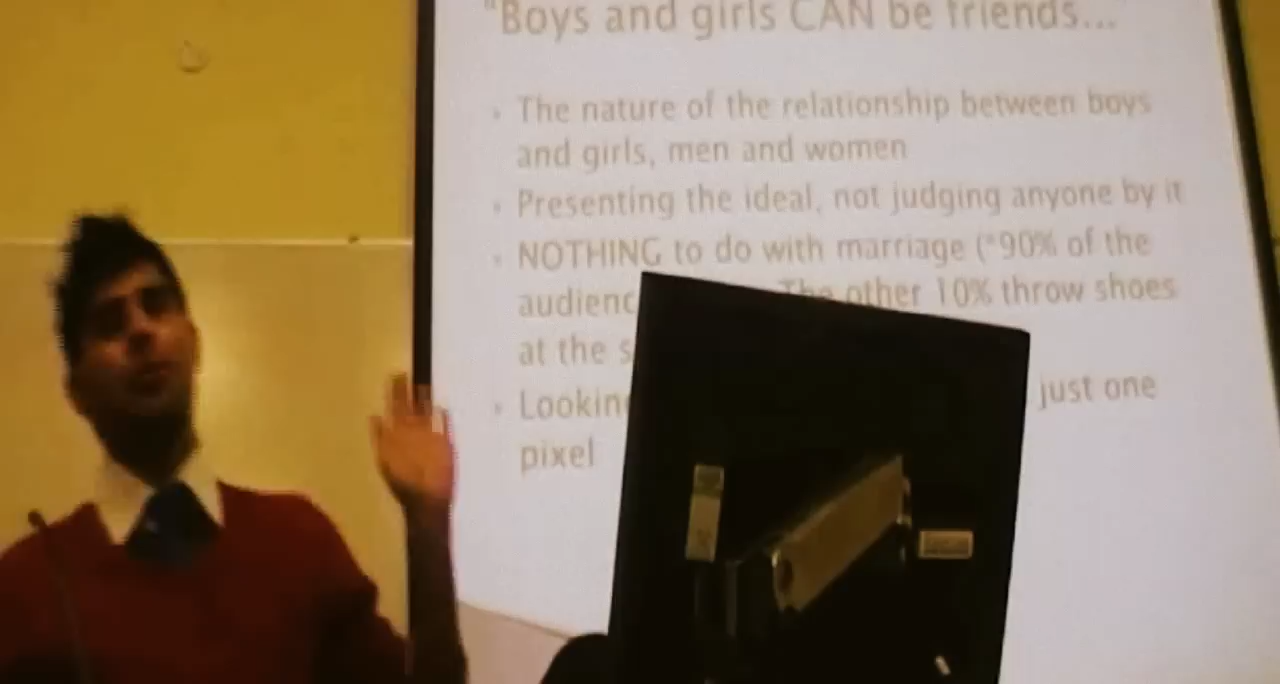 "Boys and girls CAN be friends...
The nature of the relationship between boys
and girls, men and women
Presenting the ideal, not judging anyone by it
NOTHING to do with marriage (*90% of the
audienc The other 10% throw shoes
at the s
Looking just one
pixel